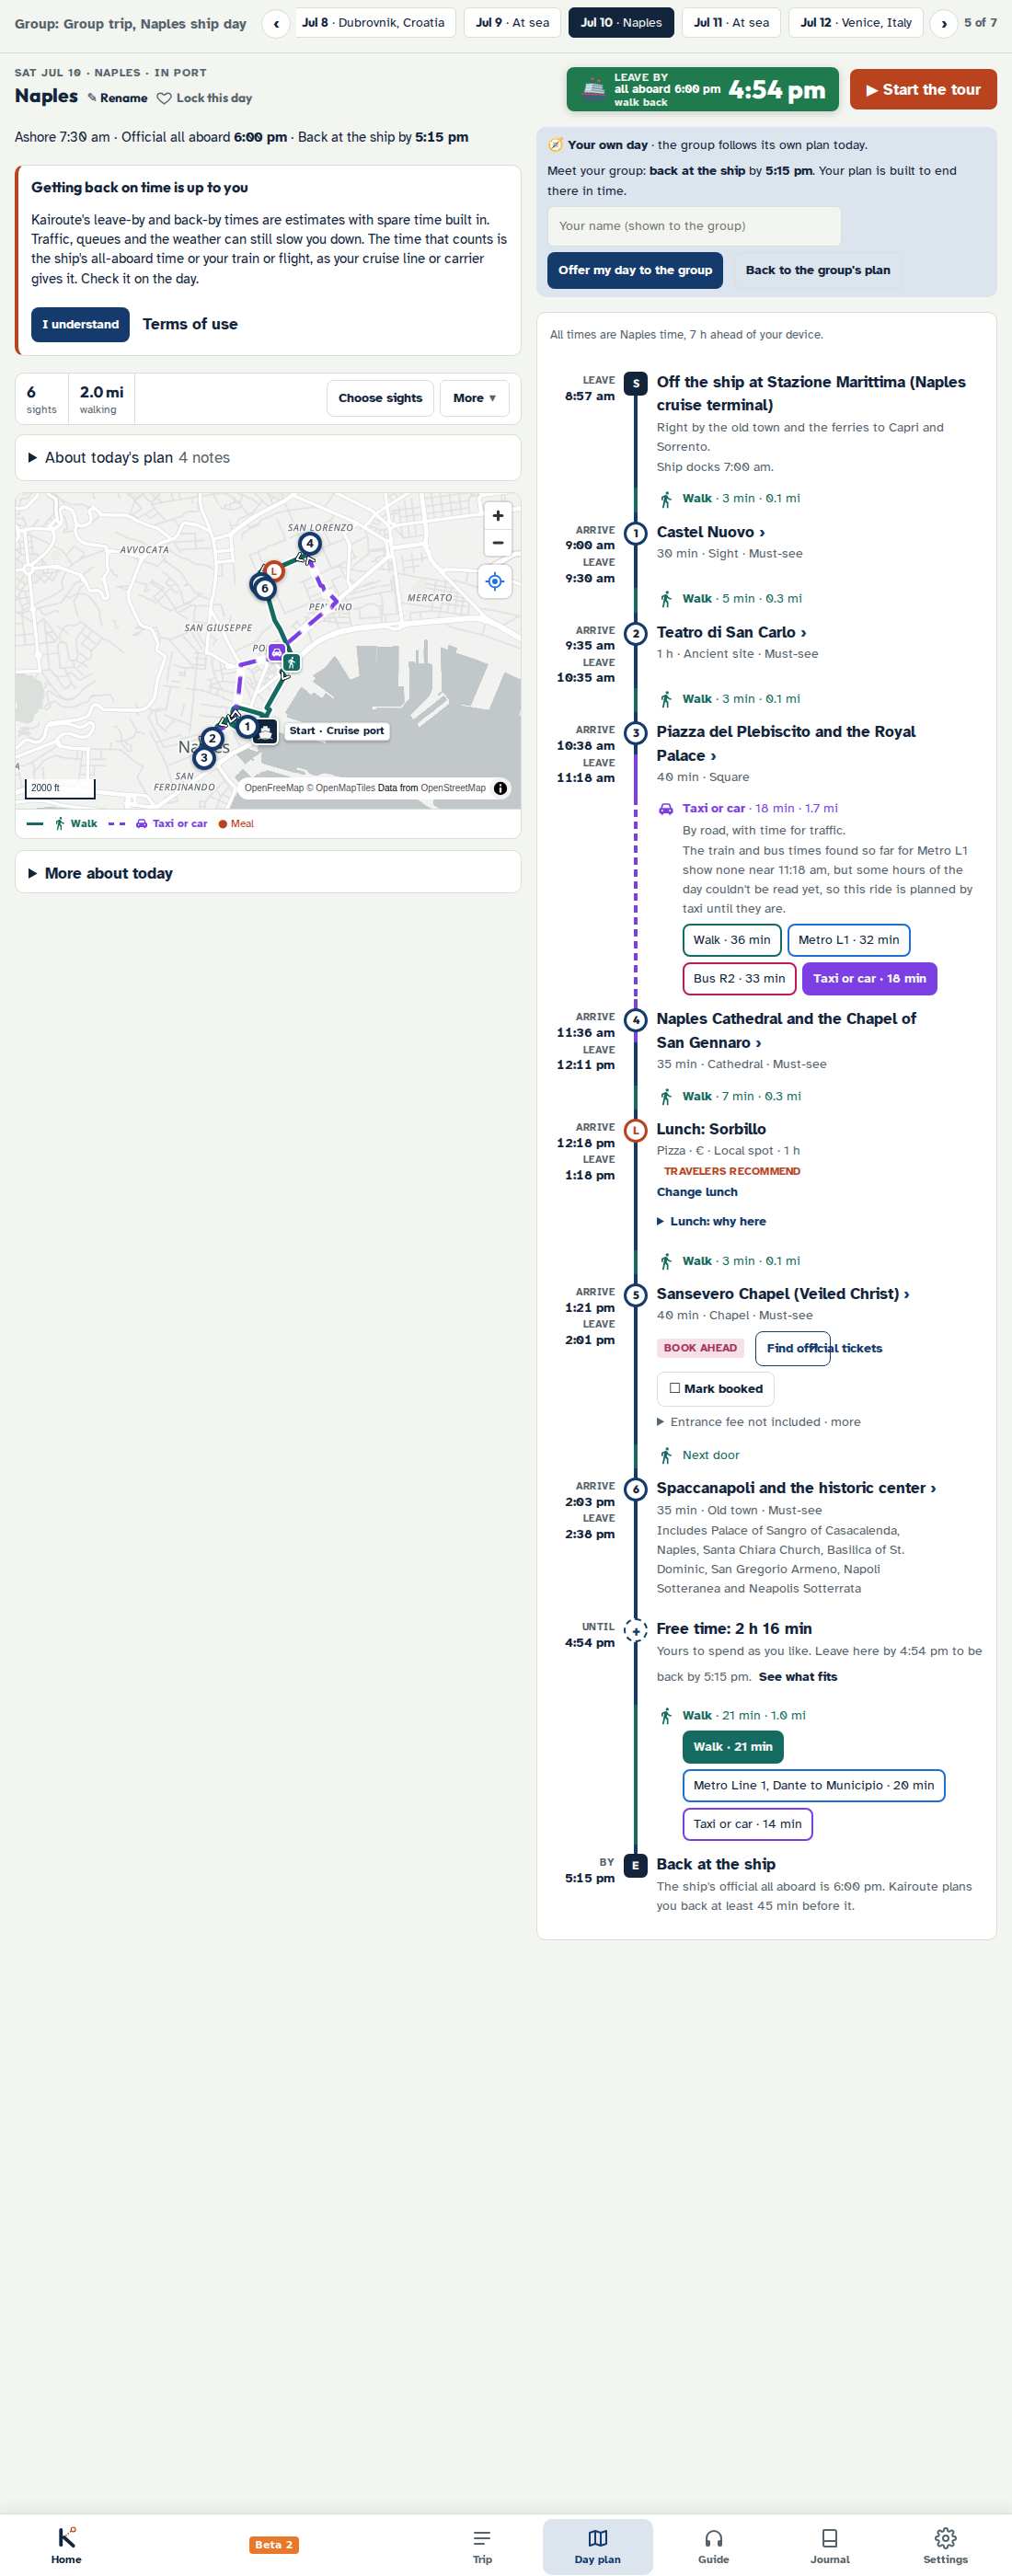 Group: Group trip, Naples ship day
‹
Jul 8 · Dubrovnik, Croatia
Jul 9 · At sea
Jul 10 · Naples
Jul 11 · At sea
Jul 12 · Venice, Italy
›
5 of 7
SAT JUL 10 · NAPLES · IN PORT
Naples ✎ Rename ♡ Lock this day
LEAVE BY
all aboard 6:00 pm
walk back
4:54 pm
▶ Start the tour
Ashore 7:30 am · Official all aboard 6:00 pm · Back at the ship by 5:15 pm
Getting back on time is up to you
Kairoute's leave-by and back-by times are estimates with spare time built in.
Traffic, queues and the weather can still slow you down. The time that counts is
the ship's all-aboard time or your train or flight, as your cruise line or carrier
gives it. Check it on the day.
I understand
Terms of use
6
sights
2.0 mi
walking
Choose sights
More ▼
▶ About today's plan 4 notes
SAN LORENZO
AVVOCATA
4
L
6
MERCATO
SAN GIUSEPPE
1
2
3
Start · Cruise port
SAN
FERDINANDO
2000 ft
OpenFreeMap © OpenMapTiles Data from OpenStreetMap
+
−
Walk
Taxi or car
Meal
▶ More about today
🧭 Your own day · the group follows its own plan today.
Meet your group: back at the ship by 5:15 pm. Your plan is built to end
there in time.
Your name (shown to the group)
Offer my day to the group
Back to the group's plan
All times are Naples time, 7 h ahead of your device.
LEAVE
8:57 am
S
Off the ship at Stazione Marittima (Naples
cruise terminal)
Right by the old town and the ferries to Capri and
Sorrento.
Ship docks 7:00 am.
Walk · 3 min · 0.1 mi
ARRIVE
9:00 am
LEAVE
9:30 am
1
Castel Nuovo ›
30 min · Sight · Must-see
Walk · 5 min · 0.3 mi
ARRIVE
9:35 am
LEAVE
10:35 am
2
Teatro di San Carlo ›
1 h · Ancient site · Must-see
Walk · 3 min · 0.1 mi
ARRIVE
10:38 am
LEAVE
11:18 am
3
Piazza del Plebiscito and the Royal
Palace ›
40 min · Square
Taxi or car · 18 min · 1.7 mi
By road, with time for traffic.
The train and bus times found so far for Metro L1
show none near 11:18 am, but some hours of the
day couldn't be read yet, so this ride is planned by
taxi until they are.
Walk · 36 min
Metro L1 · 32 min
Bus R2 · 33 min
Taxi or car · 18 min
ARRIVE
11:36 am
LEAVE
12:11 pm
4
Naples Cathedral and the Chapel of
San Gennaro ›
35 min · Cathedral · Must-see
Walk · 7 min · 0.3 mi
ARRIVE
12:18 pm
LEAVE
1:18 pm
L
Lunch: Sorbillo
Pizza · € · Local spot · 1 h
TRAVELERS RECOMMEND
Change lunch
▶ Lunch: why here
Walk · 3 min · 0.1 mi
ARRIVE
1:21 pm
LEAVE
2:01 pm
5
Sansevero Chapel (Veiled Christ) ›
40 min · Chapel · Must-see
BOOK AHEAD
Find official tickets
☐ Mark booked
▶ Entrance fee not included · more
Next door
ARRIVE
2:03 pm
LEAVE
2:38 pm
6
Spaccanapoli and the historic center ›
35 min · Old town · Must-see
Includes Palace of Sangro of Casacalenda,
Naples, Santa Chiara Church, Basilica of St.
Dominic, San Gregorio Armeno, Napoli
Sotteranea and Neapolis Sotterrata
UNTIL
4:54 pm
+
Free time: 2 h 16 min
Yours to spend as you like. Leave here by 4:54 pm to be
back by 5:15 pm. See what fits
Walk · 21 min · 1.0 mi
Walk · 21 min
Metro Line 1, Dante to Municipio · 20 min
Taxi or car · 14 min
BY
5:15 pm
E
Back at the ship
The ship's official all aboard is 6:00 pm. Kairoute plans
you back at least 45 min before it.
Home
Beta 2
Trip
Day plan
Guide
Journal
Settings